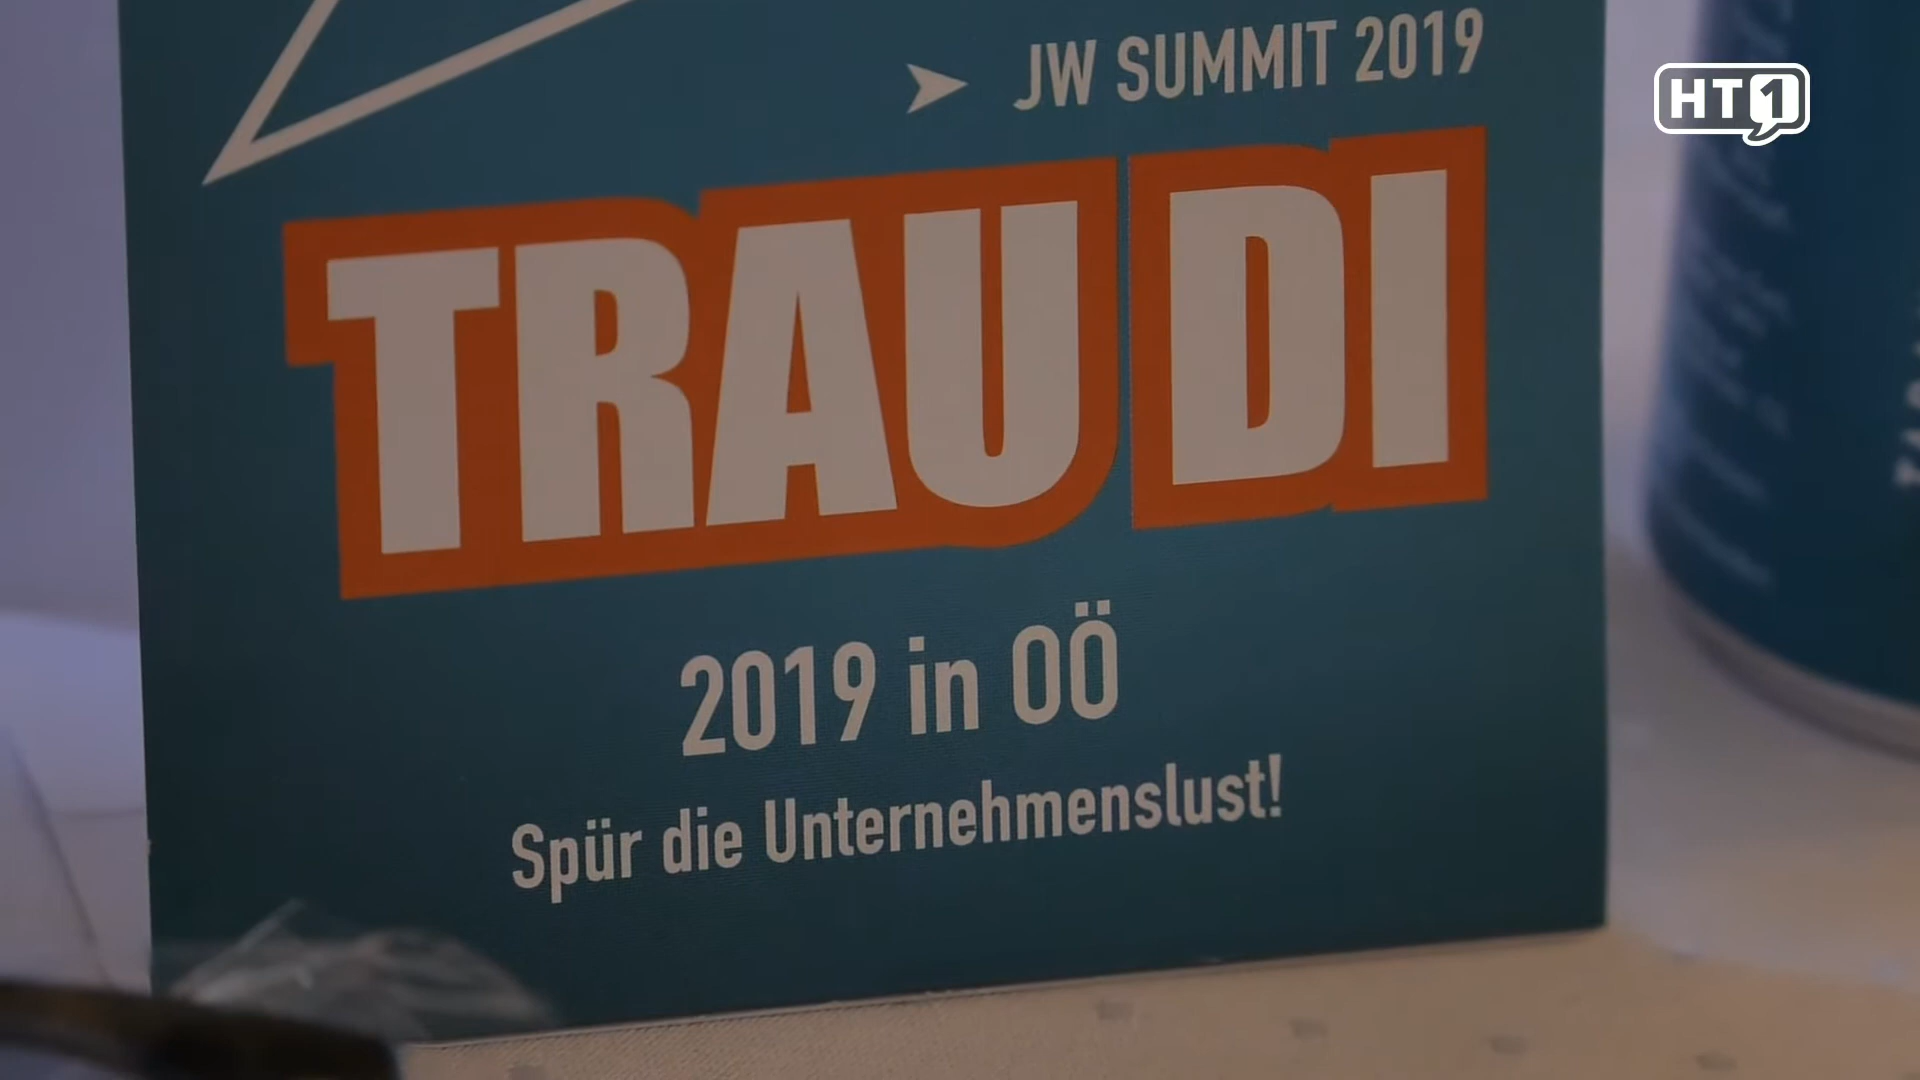 JW SUMMIT 2019
HT1
TRAU DI
2019 in OÖ
Spür die Unternehmenslust!